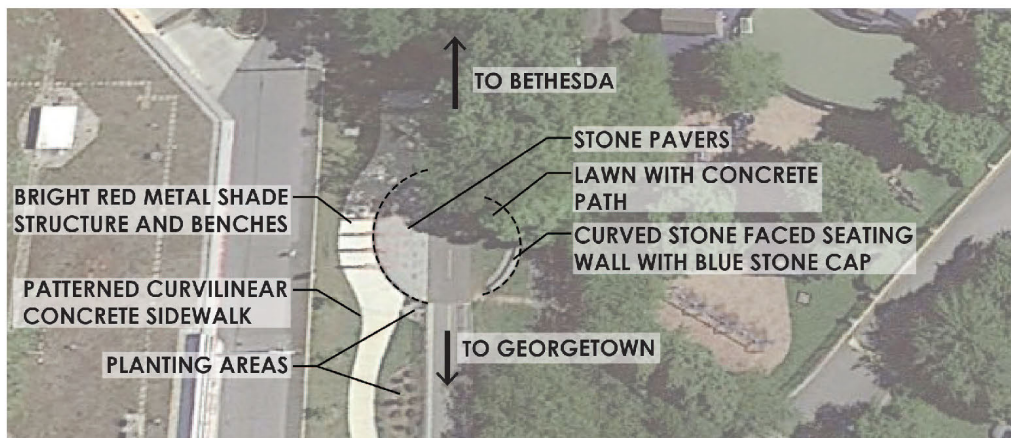 TO BETHESDA
STONE PAVERS
LAWN WITH CONCRETE
PATH
BRIGHT RED METAL SHADE
STRUCTURE AND BENCHES
CURVED STONE FACED SEATING
WALL WITH BLUE STONE CAP
PATTERNED CURVILINEAR
CONCRETE SIDEWALK
PLANTING AREAS
TO GEORGETOWN